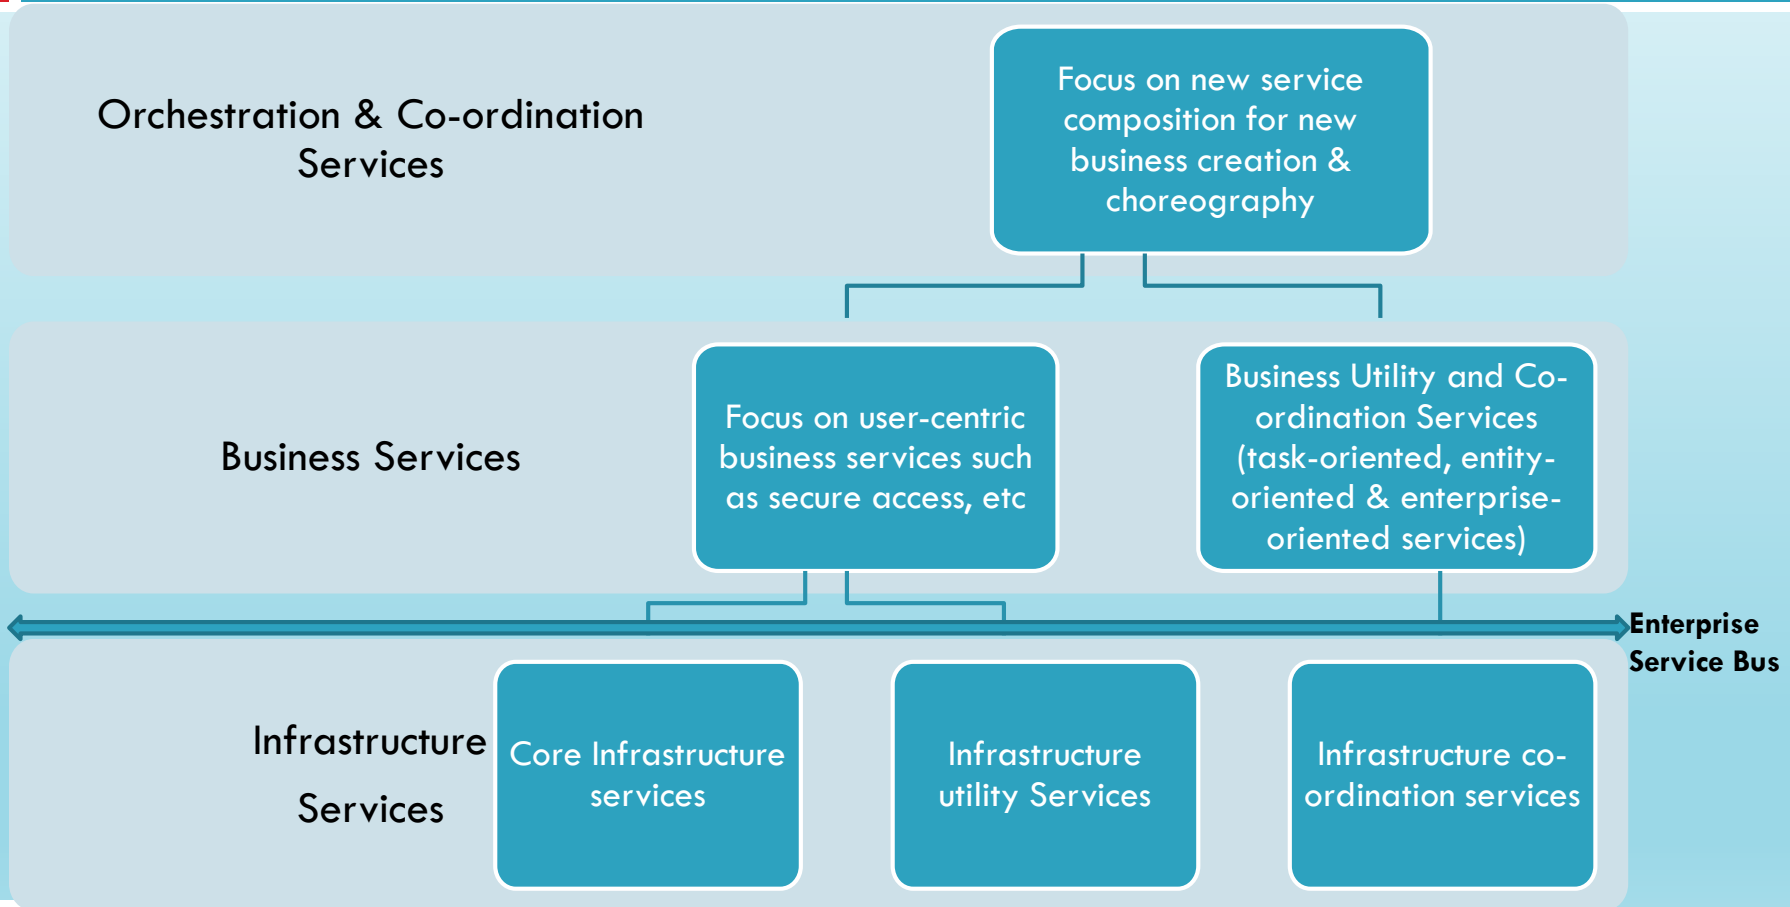 Orchestration & Co-ordination
Services
Focus on new service
composition for new
business creation &
choreography
Business Services
Focus on user-centric
business services such
as secure access, etc
Business Utility and Co-
ordination Services
(task-oriented, entity-
oriented & enterprise-
oriented services)
Enterprise
Service Bus
Infrastructure
Services
Core Infrastructure
services
Infrastructure
utility Services
Infrastructure co-
ordination services